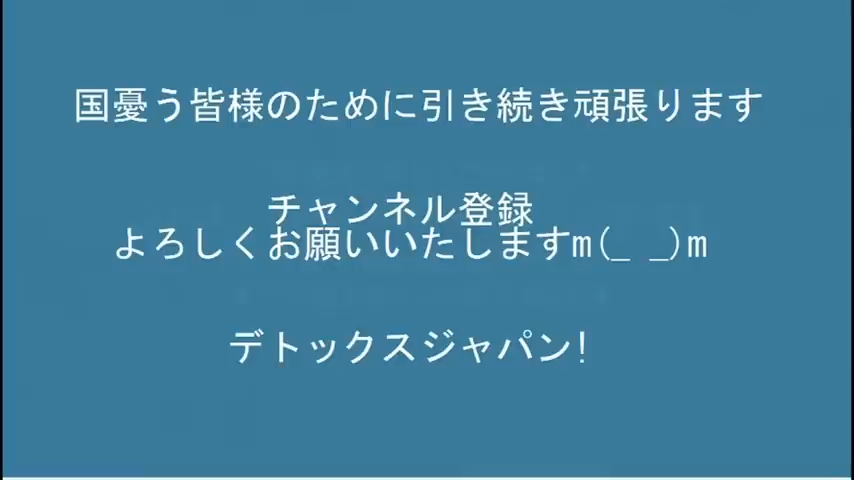 国憂う皆様のために引き続き頑張ります
チャンネル登録
よろしくお願いいたしますm(_ _)m
デトックスジャパン!